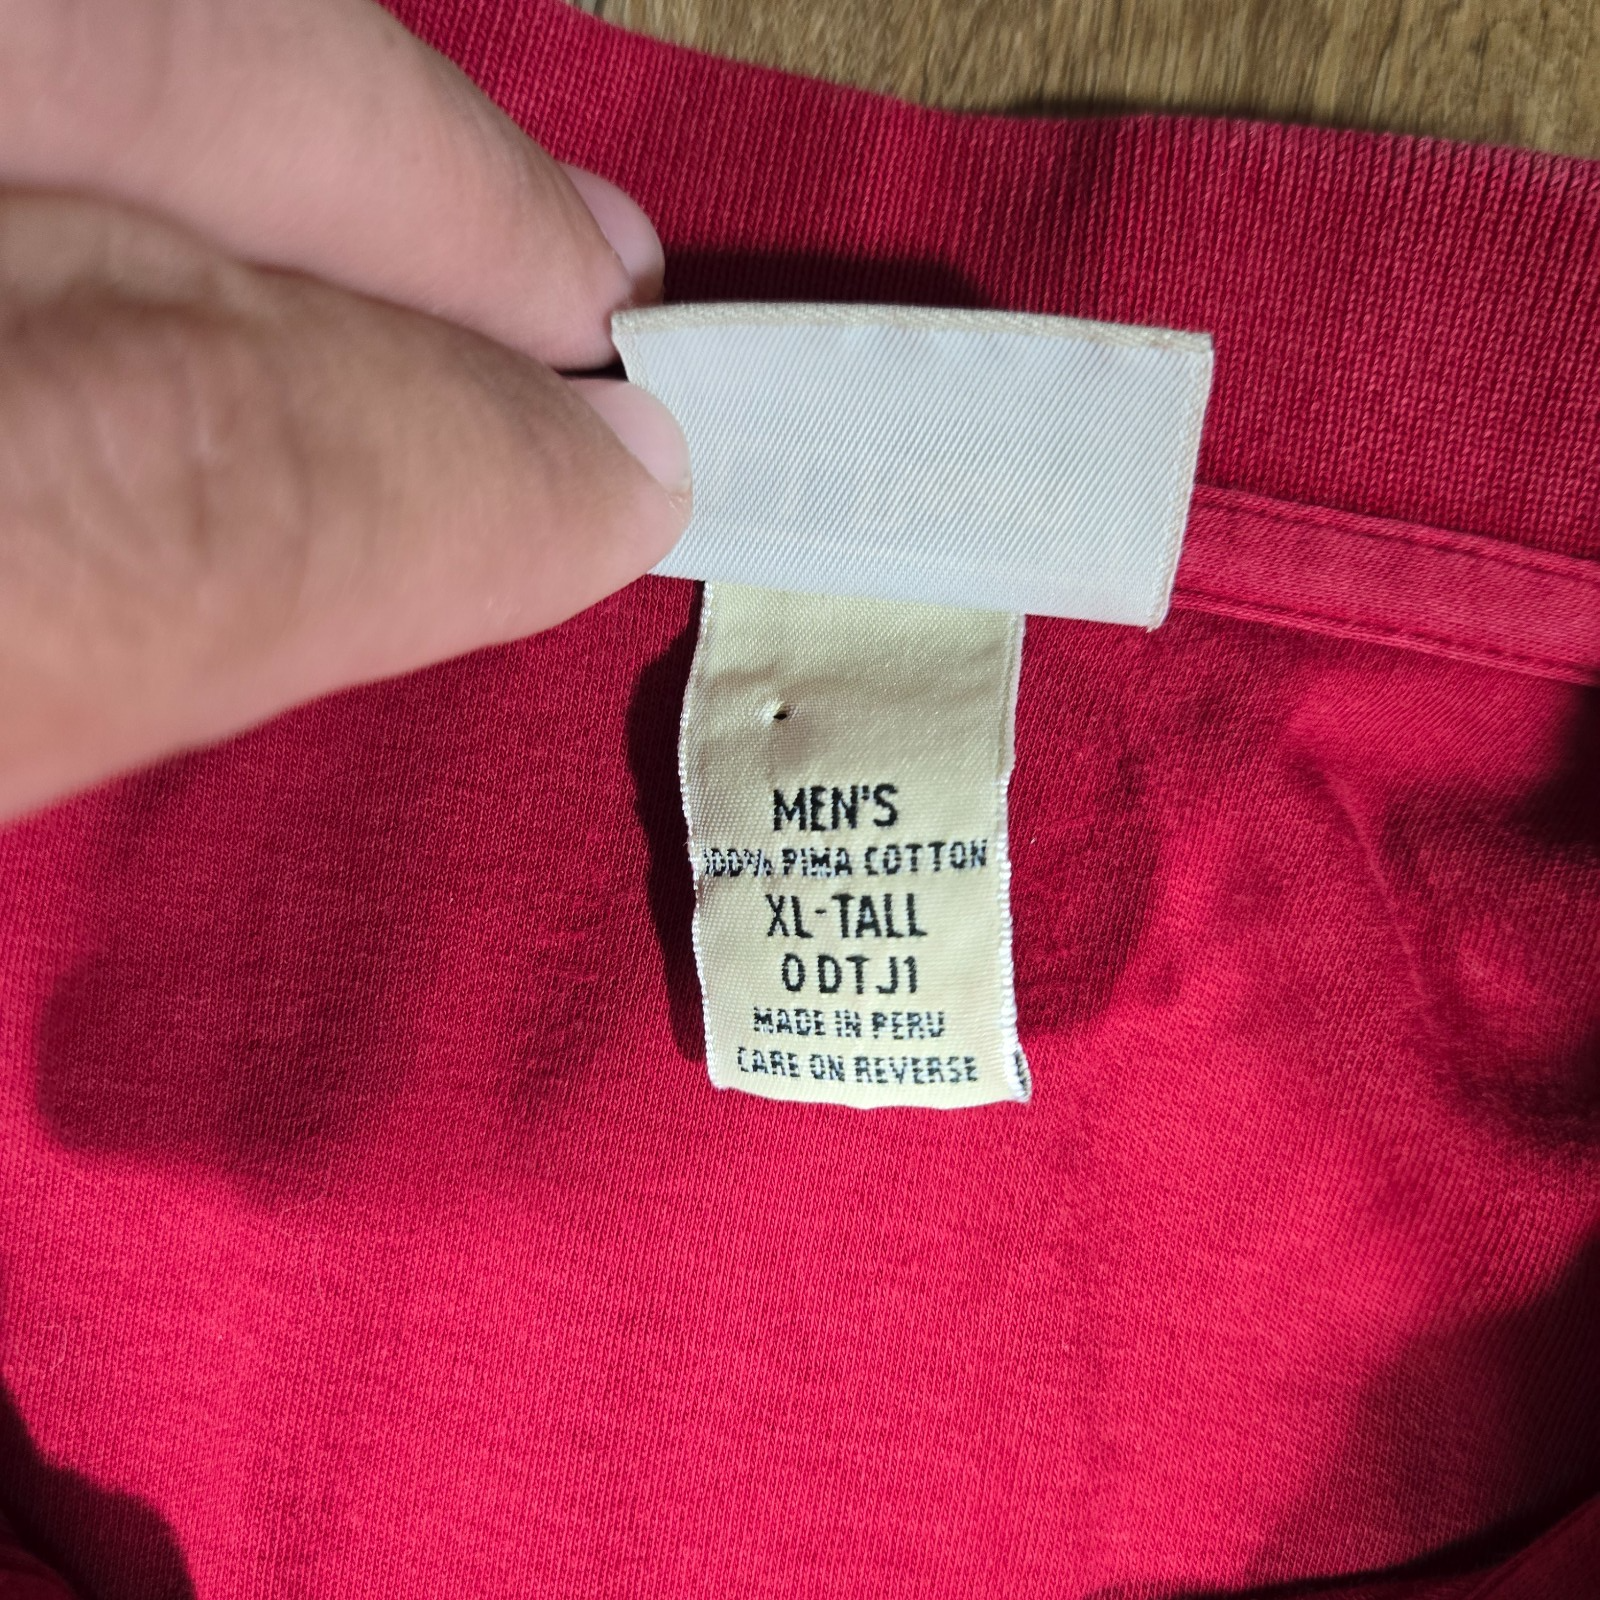 MEN'S
100% PIMA COTTON
XL-TALL
0 DTJ1
MADE IN PERU
CARE ON REVERSE